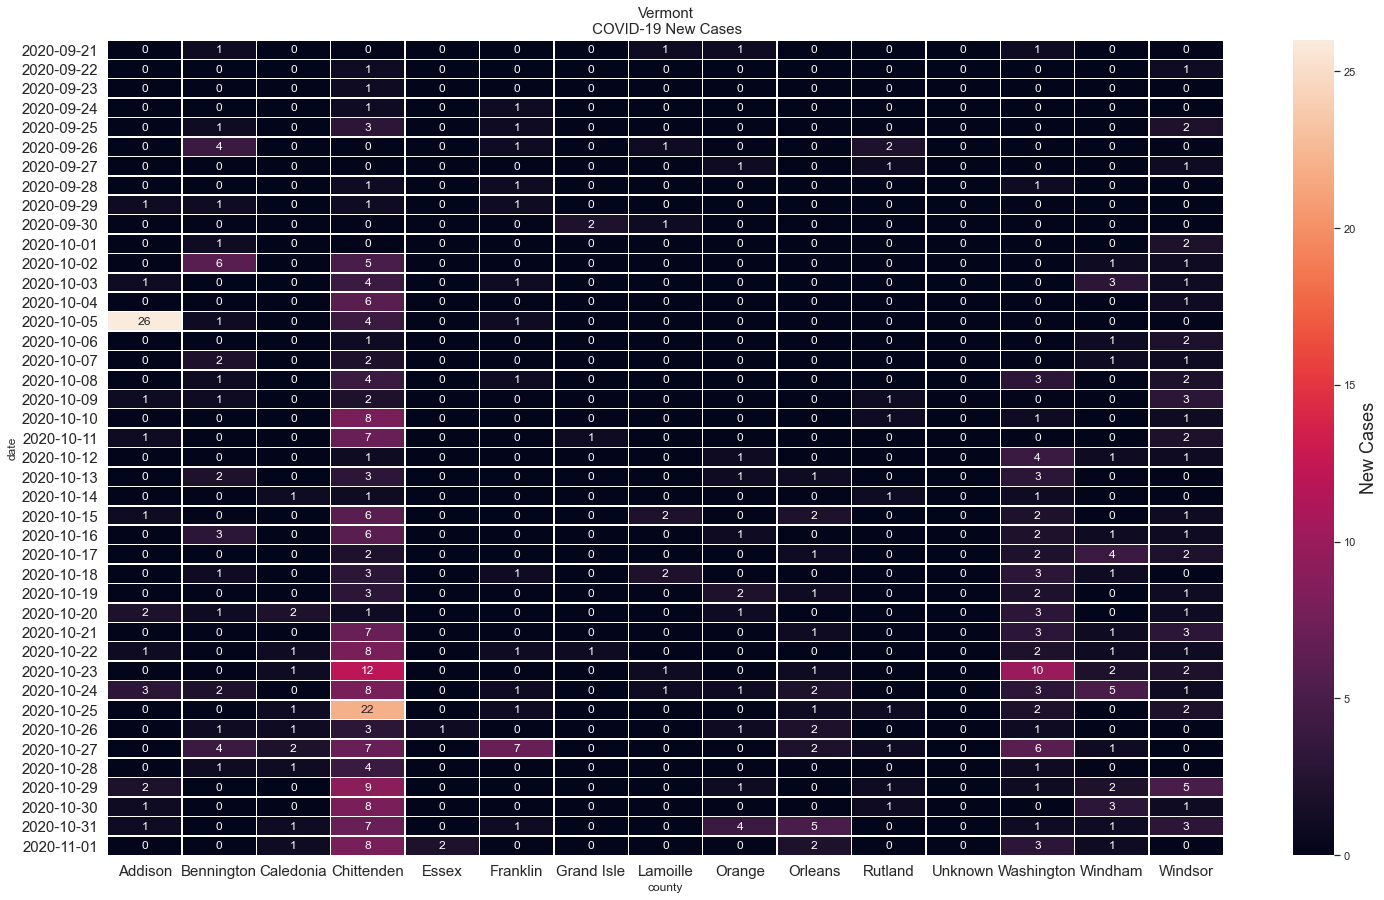 Vermont
COVID-19 New Cases
2020-09-21 0 1 0 0 0 0 0 1 1 0 0 0 1 0 0
2020-09-22 0 0 0 1 0 0 0 0 0 0 0 0 0 0 1
2020-09-23 0 0 0 1 0 0 0 0 0 0 0 0 0 0 0
2020-09-24 0 0 0 1 0 1 0 0 0 0 0 0 0 0 0
2020-09-25 0 1 0 3 0 1 0 0 0 0 0 0 0 0 2
2020-09-26 0 4 0 0 0 1 0 1 0 0 2 0 0 0 0
2020-09-27 0 0 0 0 0 0 0 0 1 0 1 0 0 0 1
2020-09-28 0 0 0 1 0 1 0 0 0 0 0 0 1 0 0
2020-09-29 1 1 0 1 0 1 0 0 0 0 0 0 0 0 0
2020-09-30 0 0 0 0 0 0 2 1 0 0 0 0 0 0 0
2020-10-01 0 1 0 0 0 0 0 0 0 0 0 0 0 0 2
2020-10-02 0 6 0 5 0 0 0 0 0 0 0 0 0 1 1
2020-10-03 1 0 0 4 0 1 0 0 0 0 0 0 0 3 1
2020-10-04 0 0 0 6 0 0 0 0 0 0 0 0 0 0 1
2020-10-05 26 1 0 4 0 1 0 0 0 0 0 0 0 0 0
2020-10-06 0 0 0 1 0 0 0 0 0 0 0 0 0 1 2
2020-10-07 0 2 0 2 0 0 0 0 0 0 0 0 0 1 1
2020-10-08 0 1 0 4 0 1 0 0 0 0 0 0 3 0 2
2020-10-09 1 1 0 2 0 0 0 0 0 0 1 0 0 0 3
2020-10-10 0 0 0 8 0 0 0 0 0 0 1 0 1 0 1
2020-10-11 1 0 0 7 0 0 1 0 0 0 0 0 0 0 2
2020-10-12 0 0 0 1 0 0 0 0 1 0 0 0 4 1 1
2020-10-13 0 2 0 3 0 0 0 0 1 1 0 0 3 0 0
2020-10-14 0 0 1 1 0 0 0 0 0 0 1 0 1 0 0
2020-10-15 1 0 0 6 0 0 0 2 0 2 0 0 2 0 1
2020-10-16 0 3 0 6 0 0 0 0 1 0 0 0 2 1 1
2020-10-17 0 0 0 2 0 0 0 0 0 1 0 0 2 4 2
2020-10-18 0 1 0 3 0 1 0 2 0 0 0 0 3 1 0
2020-10-19 0 0 0 3 0 0 0 0 2 1 0 0 2 0 1
2020-10-20 2 1 2 1 0 0 0 0 1 0 0 0 3 0 1
2020-10-21 0 0 0 7 0 0 0 0 0 1 0 0 3 1 3
2020-10-22 1 0 1 8 0 1 1 0 0 0 0 0 2 1 1
2020-10-23 0 0 1 12 0 0 0 1 0 1 0 0 10 2 2
2020-10-24 3 2 0 8 0 1 0 1 1 2 0 0 3 5 1
2020-10-25 0 0 1 22 0 1 0 0 0 1 1 0 2 0 2
2020-10-26 0 1 1 3 1 0 0 0 1 2 0 0 1 0 0
2020-10-27 0 4 2 7 0 7 0 0 0 2 1 0 6 1 0
2020-10-28 0 1 1 4 0 0 0 0 0 0 0 0 1 0 0
2020-10-29 2 0 0 9 0 0 0 0 1 0 1 0 1 2 5
2020-10-30 1 0 0 8 0 0 0 0 0 0 1 0 0 3 1
2020-10-31 1 0 1 7 0 1 0 0 4 5 0 0 1 1 3
2020-11-01 0 0 1 8 2 0 0 0 0 2 0 0 3 1 0
Addison Bennington Caledonia Chittenden Essex Franklin Grand Isle Lamoille Orange Orleans Rutland Unknown Washington Windham Windsor
county
date
25
20
15
10
5
0
New Cases